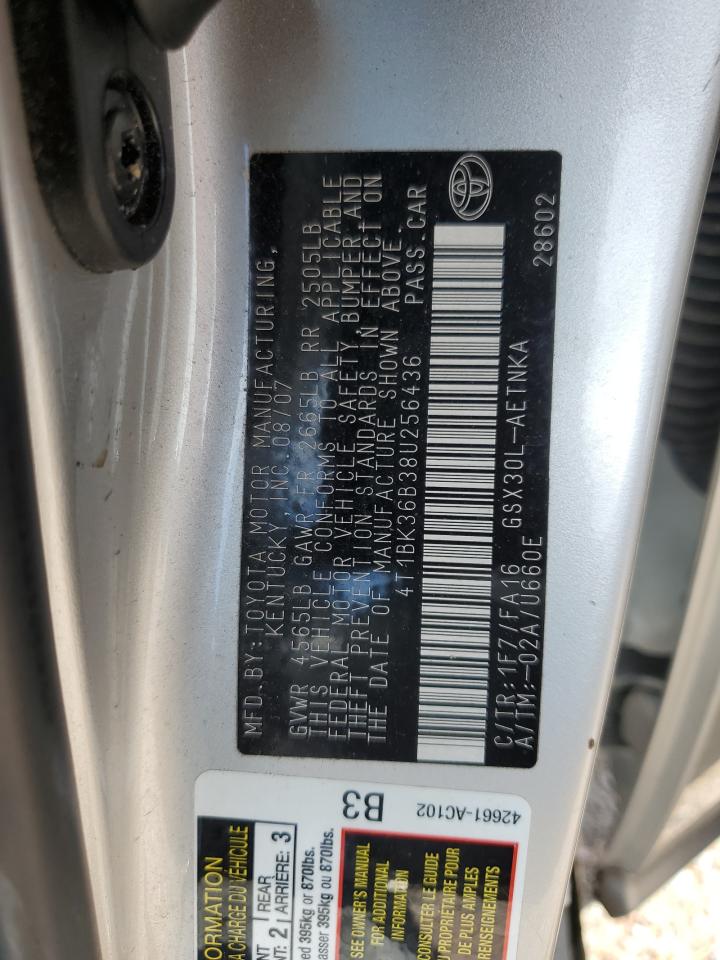 MFD. BY: TOYOTA MOTOR MANUFACTURING,
KENTUCKY INC. 08/07
GVWR 4565LB GAWR FR 2665LB RR 2505LB
THIS VEHICLE CONFORMS TO ALL APPLICABLE
FEDERAL MOTOR VEHICLE SAFETY, BUMPER,AND
THEFT PREVENTION STANDARDS IN EFFECT ON
THE DATE OF MANUFACTURE SHOWN ABOVE.
4T1BK36B38U256436 PASS.CAR
C/TR:1F7/FA16 GSX30L-AETNKA
A/TM:-02A/U660E 28602
ORMATION
A CHARGE DU VÉHICULE
NT 2 REAR 3
NT: ARRIÈRE:
ed 395kg or 870lbs.
asser 395kg ou 870lbs.
B3
42661-AC102
SEE OWNER'S MANUAL
FOR ADDITIONAL
INFORMATION
CONSULTER LE GUIDE
DU PROPRIÉTAIRE POUR
DE PLUS AMPLES
RENSEIGNEMENTS